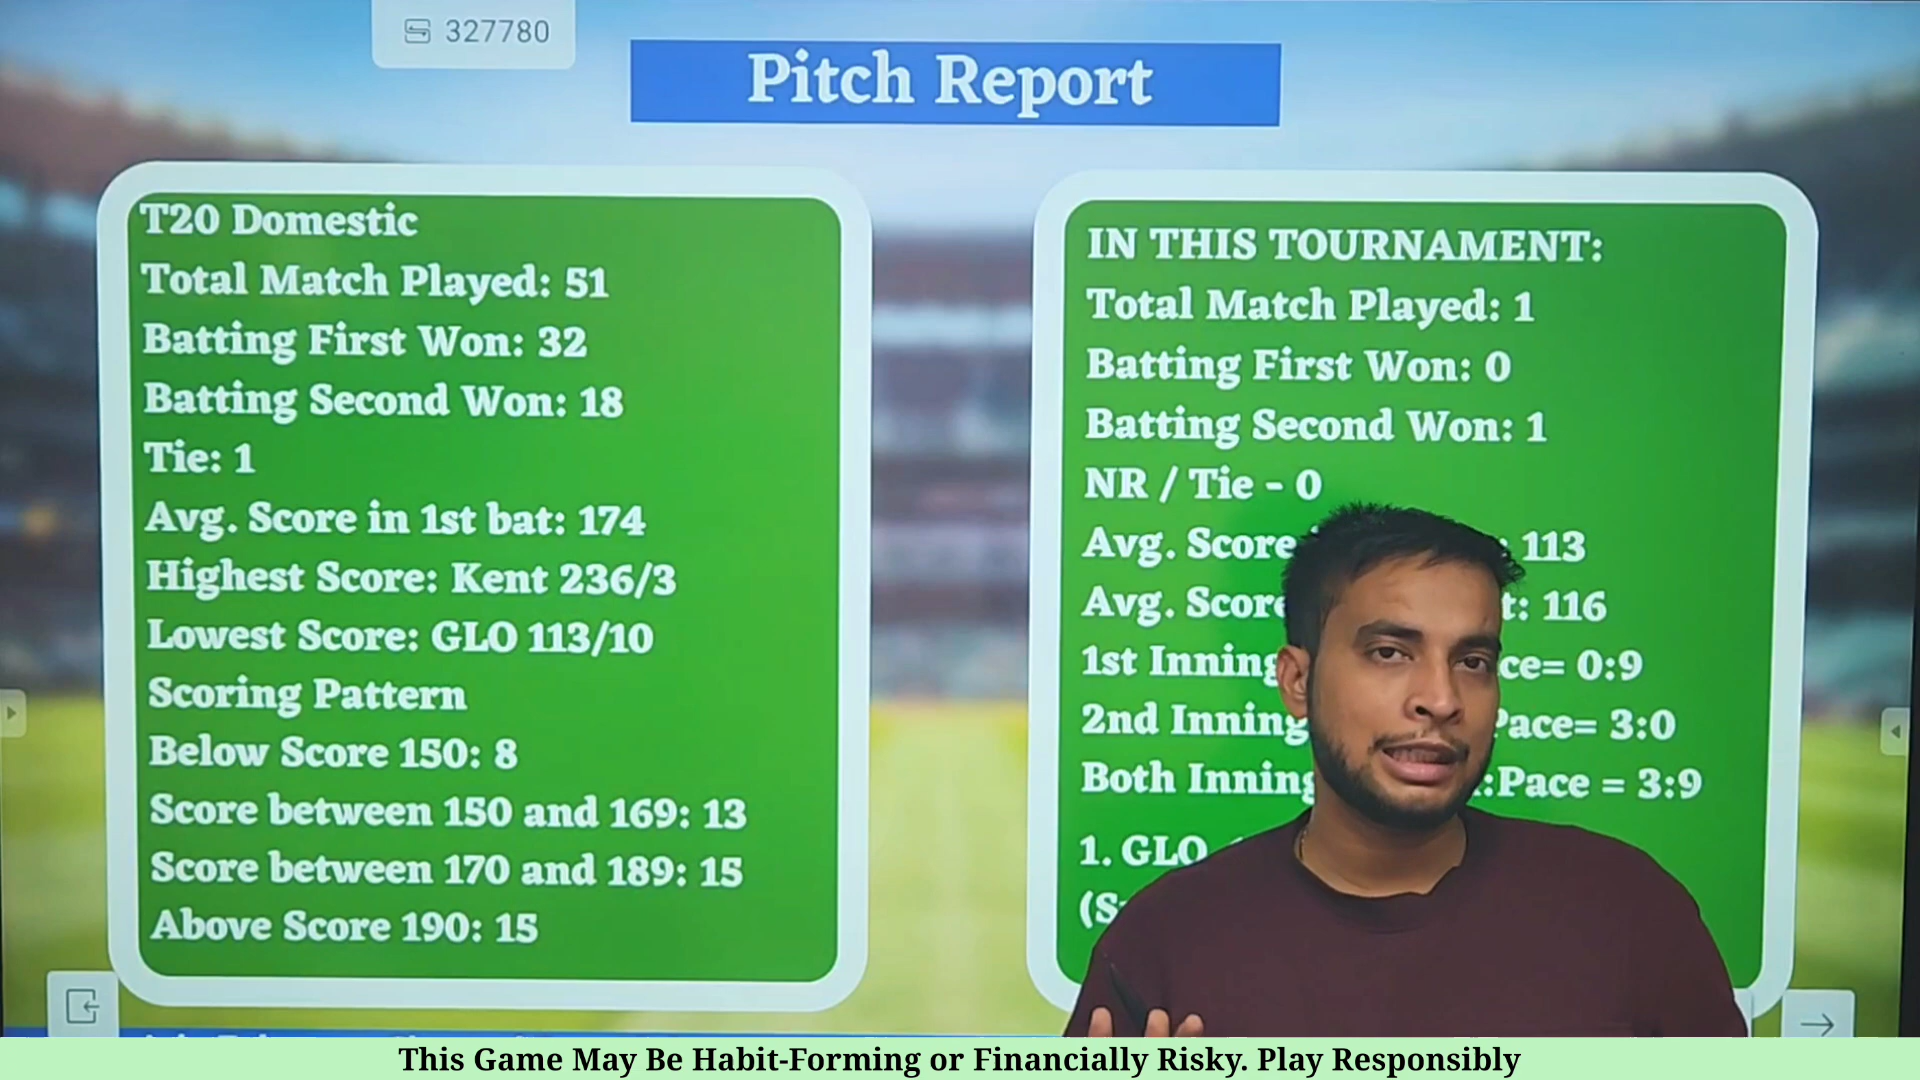 327780
Pitch Report
T20 Domestic
Total Match Played: 51
Batting First Won: 32
Batting Second Won: 18
Tie: 1
Avg. Score in 1st bat: 174
Highest Score: Kent 236/3
Lowest Score: GLO 113/10
Scoring Pattern
Below Score 150: 8
Score between 150 and 169: 13
Score between 170 and 189: 15
Above Score 190: 15
IN THIS TOURNAMENT:
Total Match Played: 1
Batting First Won: 0
Batting Second Won: 1
NR / Tie - 0
Avg. Score : 113
Avg. Score : 116
1st Inning = 0:9
2nd Inning Pace= 3:0
Both Inning :Pace = 3:9
1. GLO
This Game May Be Habit-Forming or Financially Risky. Play Responsibly